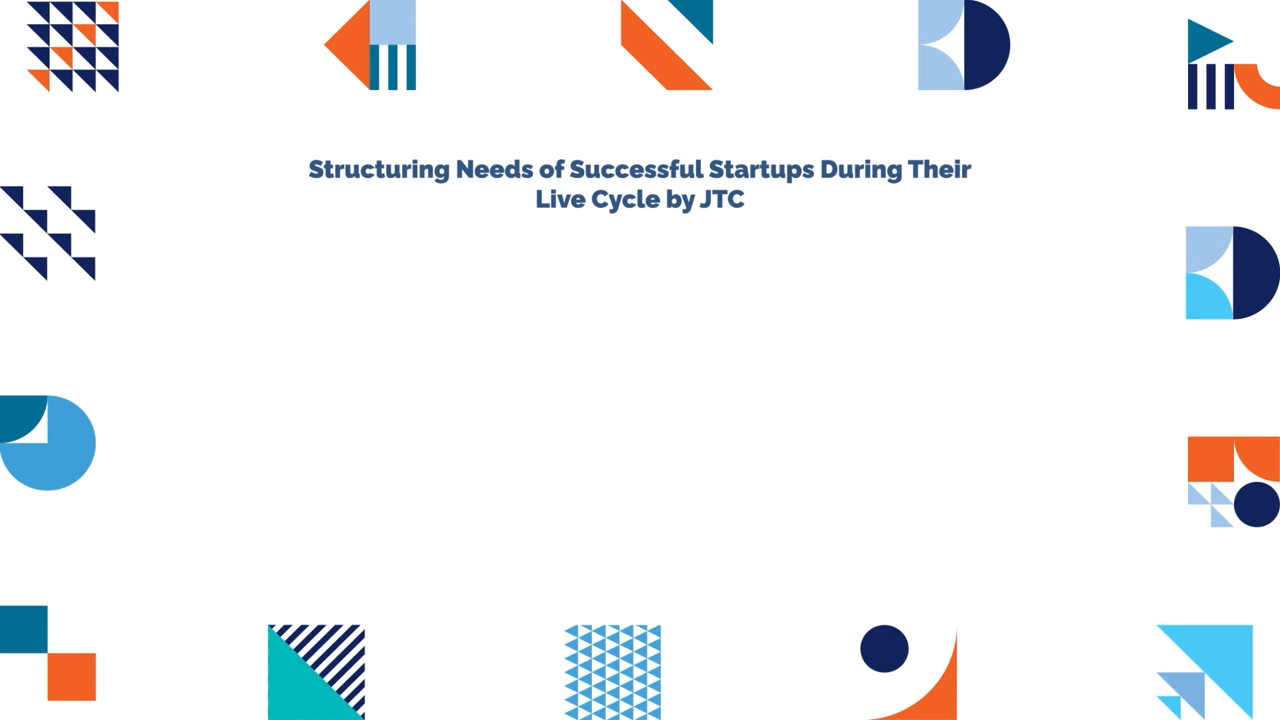 Structuring Needs of Successful Startups During Their
Live Cycle by JTC